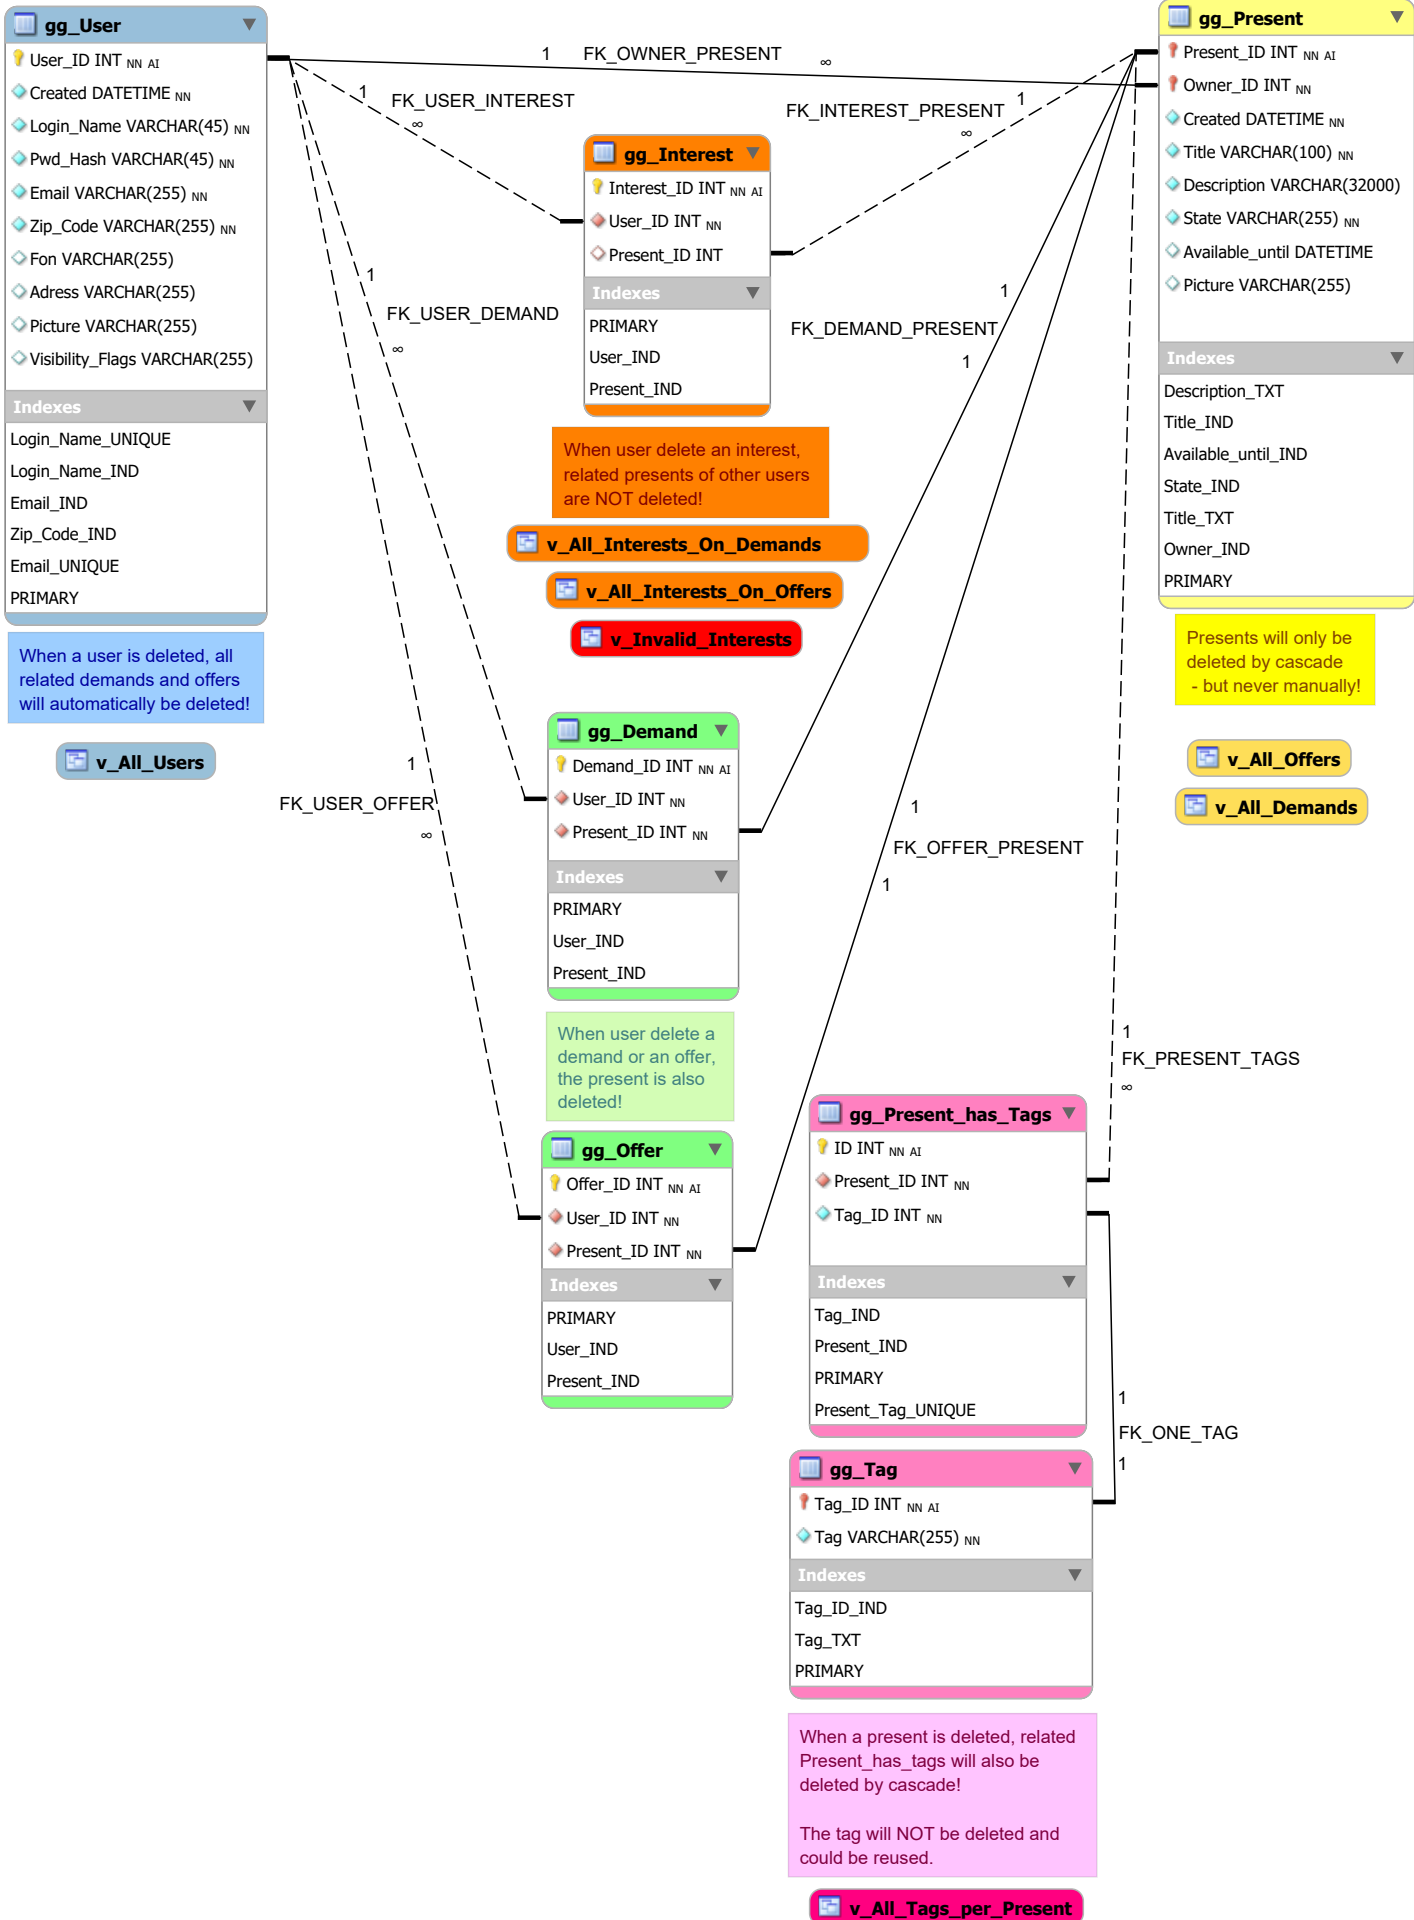 gg_User
User_ID INT NN AI
Created DATETIME NN
Login_Name VARCHAR(45) NN
Pwd_Hash VARCHAR(45) NN
Email VARCHAR(255) NN
Zip_Code VARCHAR(255) NN
Fon VARCHAR(255)
Adress VARCHAR(255)
Picture VARCHAR(255)
Visibility_Flags VARCHAR(255)
Indexes
Login_Name_UNIQUE
Login_Name_IND
Email_IND
Zip_Code_IND
Email_UNIQUE
PRIMARY
When a user is deleted, all
related demands and offers
will automatically be deleted!
v_All_Users
1 FK_OWNER_PRESENT ∞
1 FK_USER_INTEREST ∞
FK_INTEREST_PRESENT 1 ∞
1 FK_USER_DEMAND ∞
1 FK_DEMAND_PRESENT 1
1 FK_USER_OFFER ∞
1 FK_OFFER_PRESENT 1
gg_Interest
Interest_ID INT NN AI
User_ID INT NN
Present_ID INT
Indexes
PRIMARY
User_IND
Present_IND
When user delete an interest,
related presents of other users
are NOT deleted!
v_All_Interests_On_Demands
v_All_Interests_On_Offers
v_Invalid_Interests
gg_Present
Present_ID INT NN AI
Owner_ID INT NN
Created DATETIME NN
Title VARCHAR(100) NN
Description VARCHAR(32000)
State VARCHAR(255) NN
Available_until DATETIME
Picture VARCHAR(255)
Indexes
Description_TXT
Title_IND
Available_until_IND
State_IND
Title_TXT
Owner_IND
PRIMARY
Presents will only be
deleted by cascade
- but never manually!
v_All_Offers
v_All_Demands
gg_Demand
Demand_ID INT NN AI
User_ID INT NN
Present_ID INT NN
Indexes
PRIMARY
User_IND
Present_IND
When user delete a
demand or an offer,
the present is also
deleted!
gg_Offer
Offer_ID INT NN AI
User_ID INT NN
Present_ID INT NN
Indexes
PRIMARY
User_IND
Present_IND
1
FK_PRESENT_TAGS
∞
gg_Present_has_Tags
ID INT NN AI
Present_ID INT NN
Tag_ID INT NN
Indexes
Tag_IND
Present_IND
PRIMARY
Present_Tag_UNIQUE
1
FK_ONE_TAG
1
gg_Tag
Tag_ID INT NN AI
Tag VARCHAR(255) NN
Indexes
Tag_ID_IND
Tag_TXT
PRIMARY
When a present is deleted, related
Present_has_tags will also be
deleted by cascade!
The tag will NOT be deleted and
could be reused.
v_All_Tags_per_Present